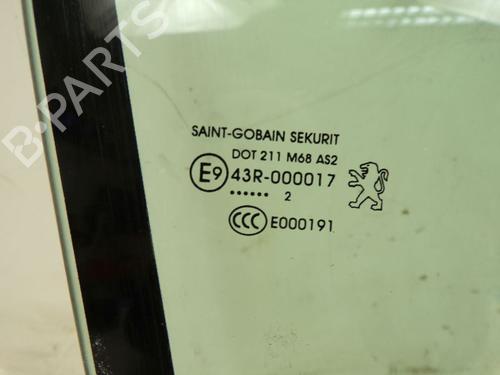 B-PARTS
SAINT-GOBAIN SEKURIT
DOT 211 M68 AS2
E9 43R-000017
...... 2
CCC E000191